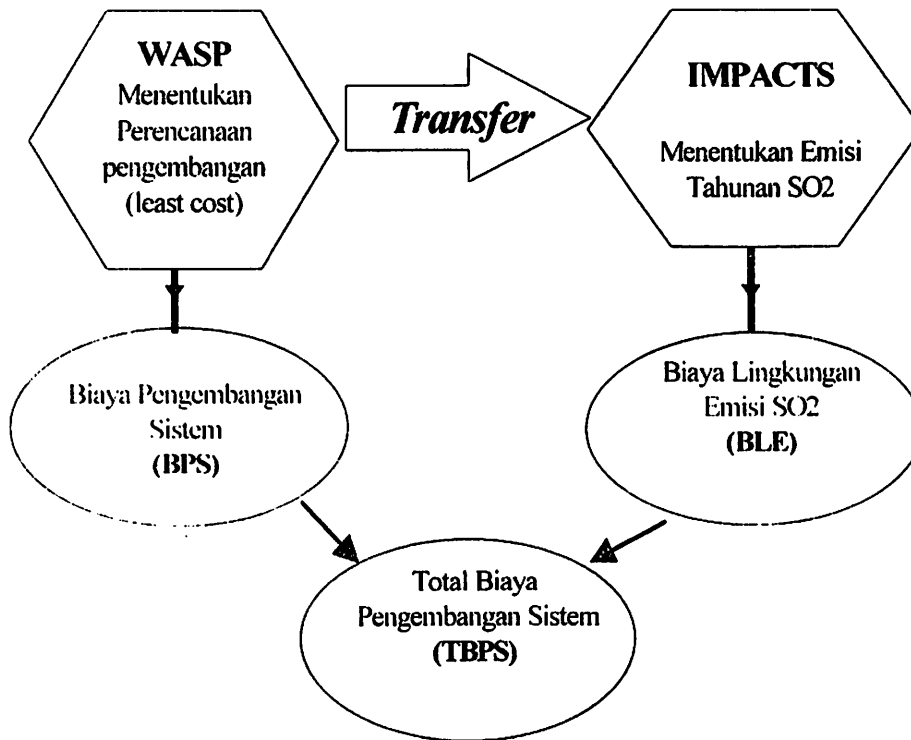 WASP
Menentukan
Perencanaan
pengembangan
(least cost)
Transfer
IMPACTS
Menentukan Emisi
Tahunan SO2
Biaya Pengembangan
Sistem
(BPS)
Biaya Lingkungan
Emisi SO2
(BLE)
Total Biaya
Pengembangan Sistem
(TBPS)